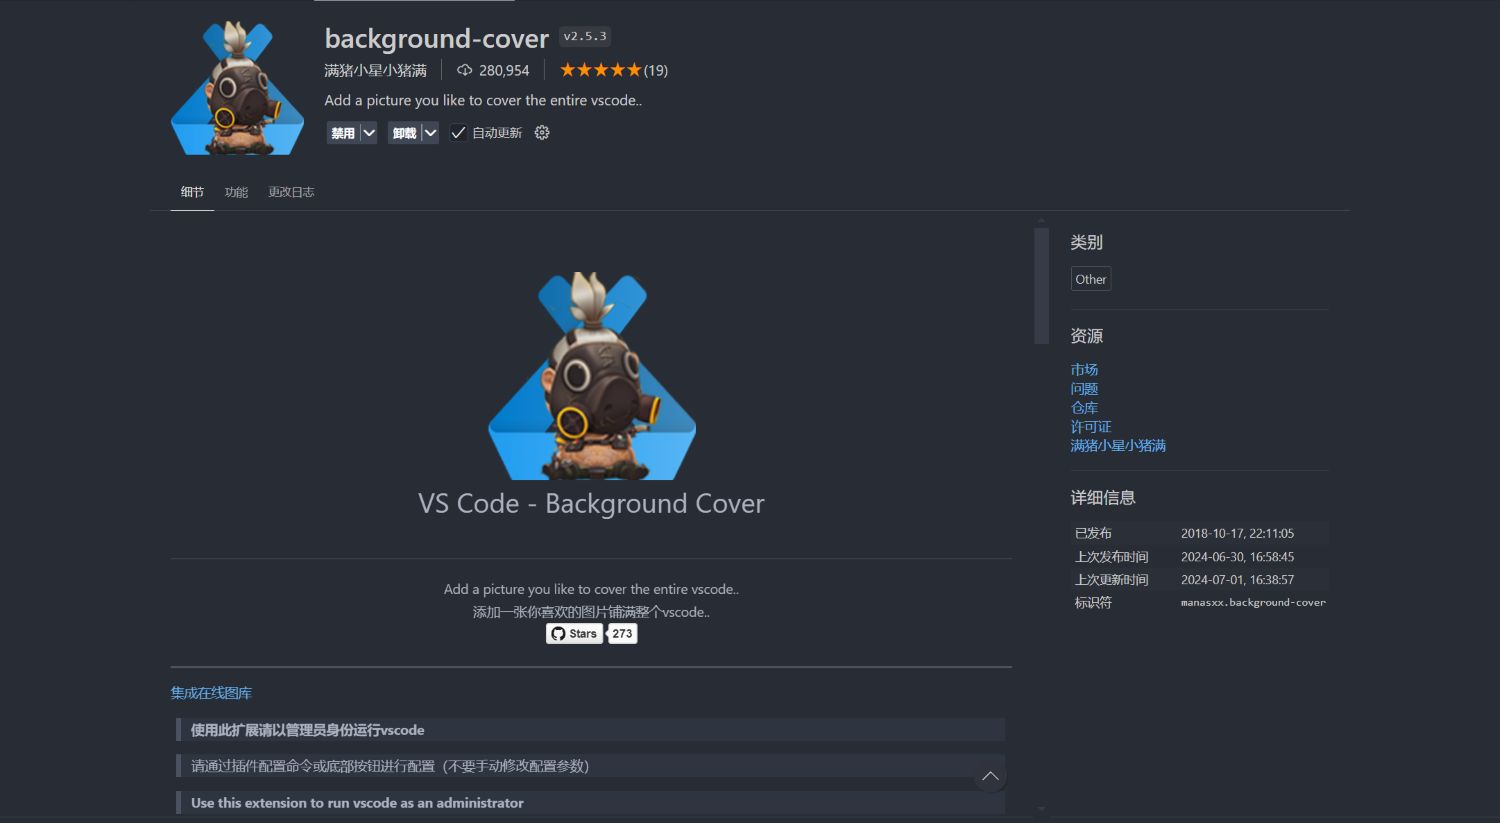 background-cover v2.5.3
满猪小星小猪满 280,954 (19)
Add a picture you like to cover the entire vscode..
禁用 卸载 自动更新
细节 功能 更改日志
VS Code - Background Cover
Add a picture you like to cover the entire vscode..
添加一张你喜欢的图片铺满整个vscode..
Stars 273
集成在线图库
使用此扩展请以管理员身份运行vscode
请通过插件配置命令或底部按钮进行配置（不要手动修改配置参数）
Use this extension to run vscode as an administrator
类别
Other
资源
市场
问题
仓库
许可证
满猪小星小猪满
详细信息
已发布 2018-10-17, 22:11:05
上次发布时间 2024-06-30, 16:58:45
上次更新时间 2024-07-01, 16:38:57
标识符 manasxx.background-cover